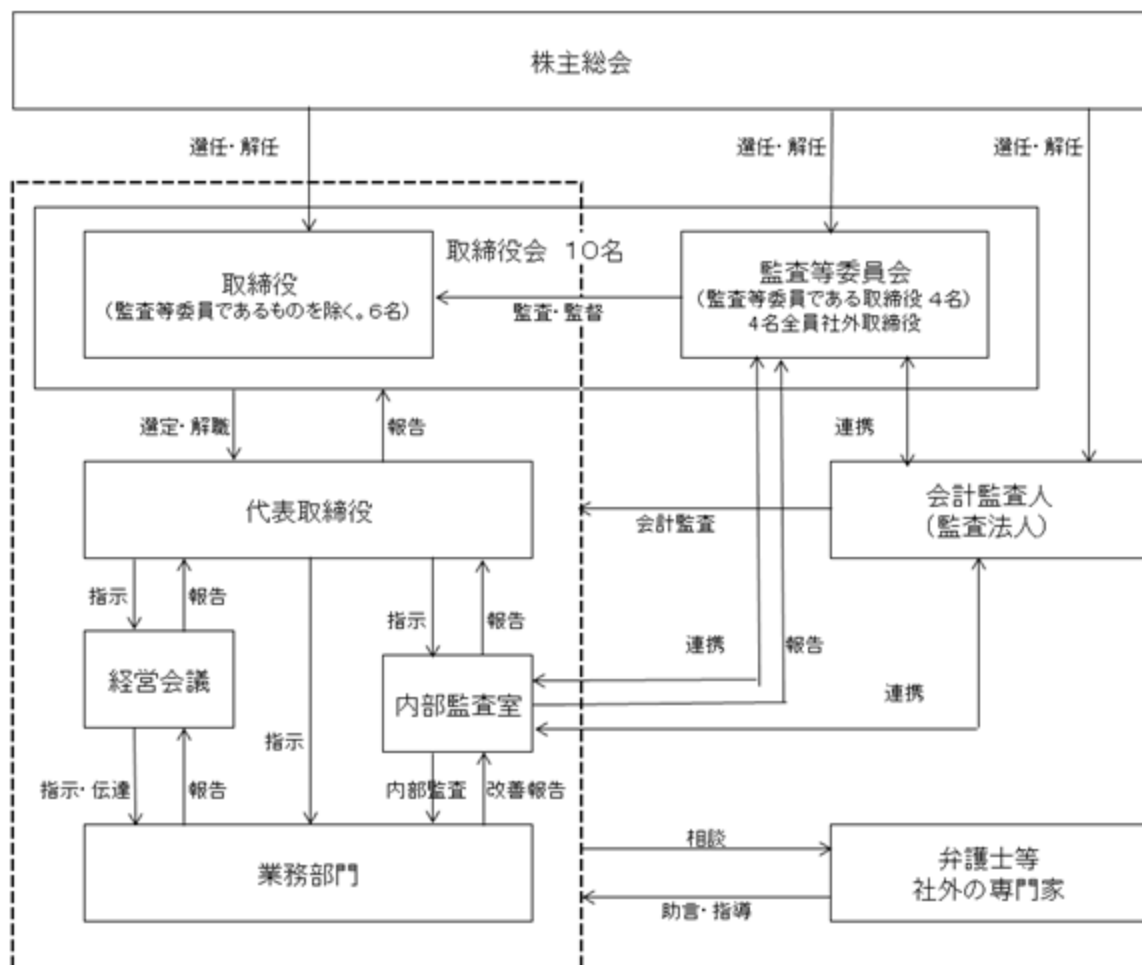 株主総会
選任・解任
選任・解任
選任・解任
取締役会 10名
取締役
（監査等委員であるものを除く。6名）
監査・監督
監査等委員会
（監査等委員である取締役 4名）
4名全員社外取締役
選定・解職
報告
連携
代表取締役
会計監査
会計監査人
（監査法人）
指示
報告
指示
報告
経営会議
指示
内部監査室
連携
報告
連携
指示・伝達
報告
内部監査
改善報告
業務部門
相談
助言・指導
弁護士等
社外の専門家